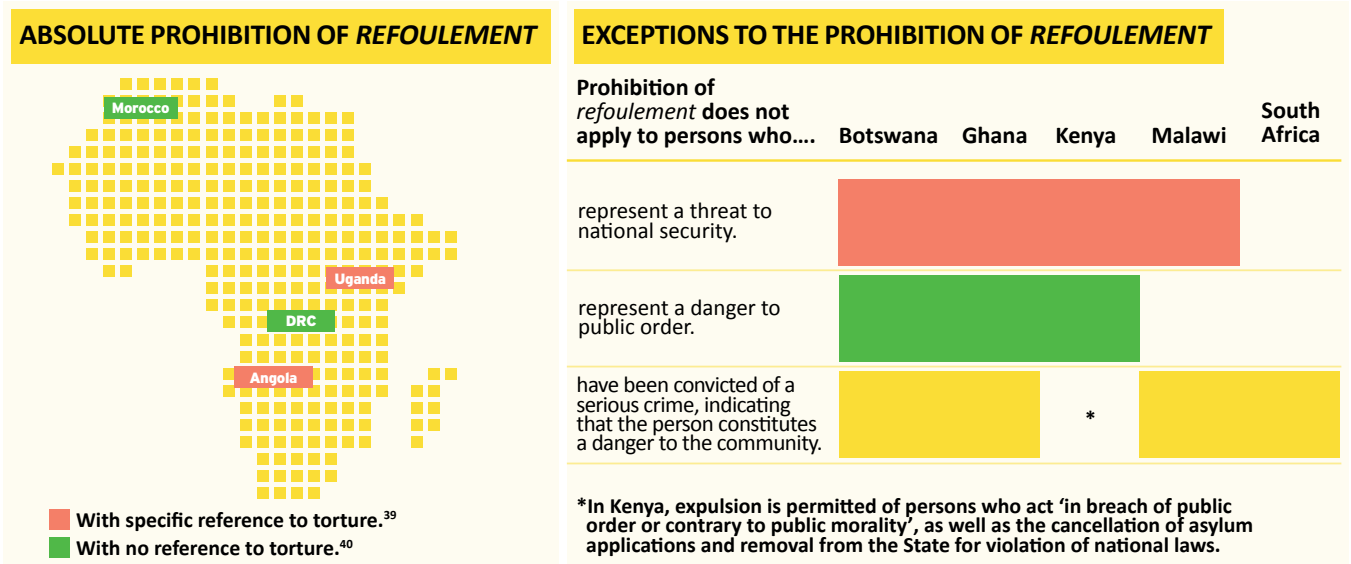 ABSOLUTE PROHIBITION OF REFOULEMENT
Morocco
Uganda
DRC
Angola
With specific reference to torture.39
With no reference to torture.40
EXCEPTIONS TO THE PROHIBITION OF REFOULEMENT
Prohibition of
refoulement does not
apply to persons who....
Botswana
Ghana
Kenya
Malawi
South
Africa
represent a threat to
national security.
represent a danger to
public order.
have been convicted of a
serious crime, indicating
that the person constitutes
a danger to the community.
*
*In Kenya, expulsion is permitted of persons who act ‘in breach of public
order or contrary to public morality’, as well as the cancellation of asylum
applications and removal from the State for violation of national laws.